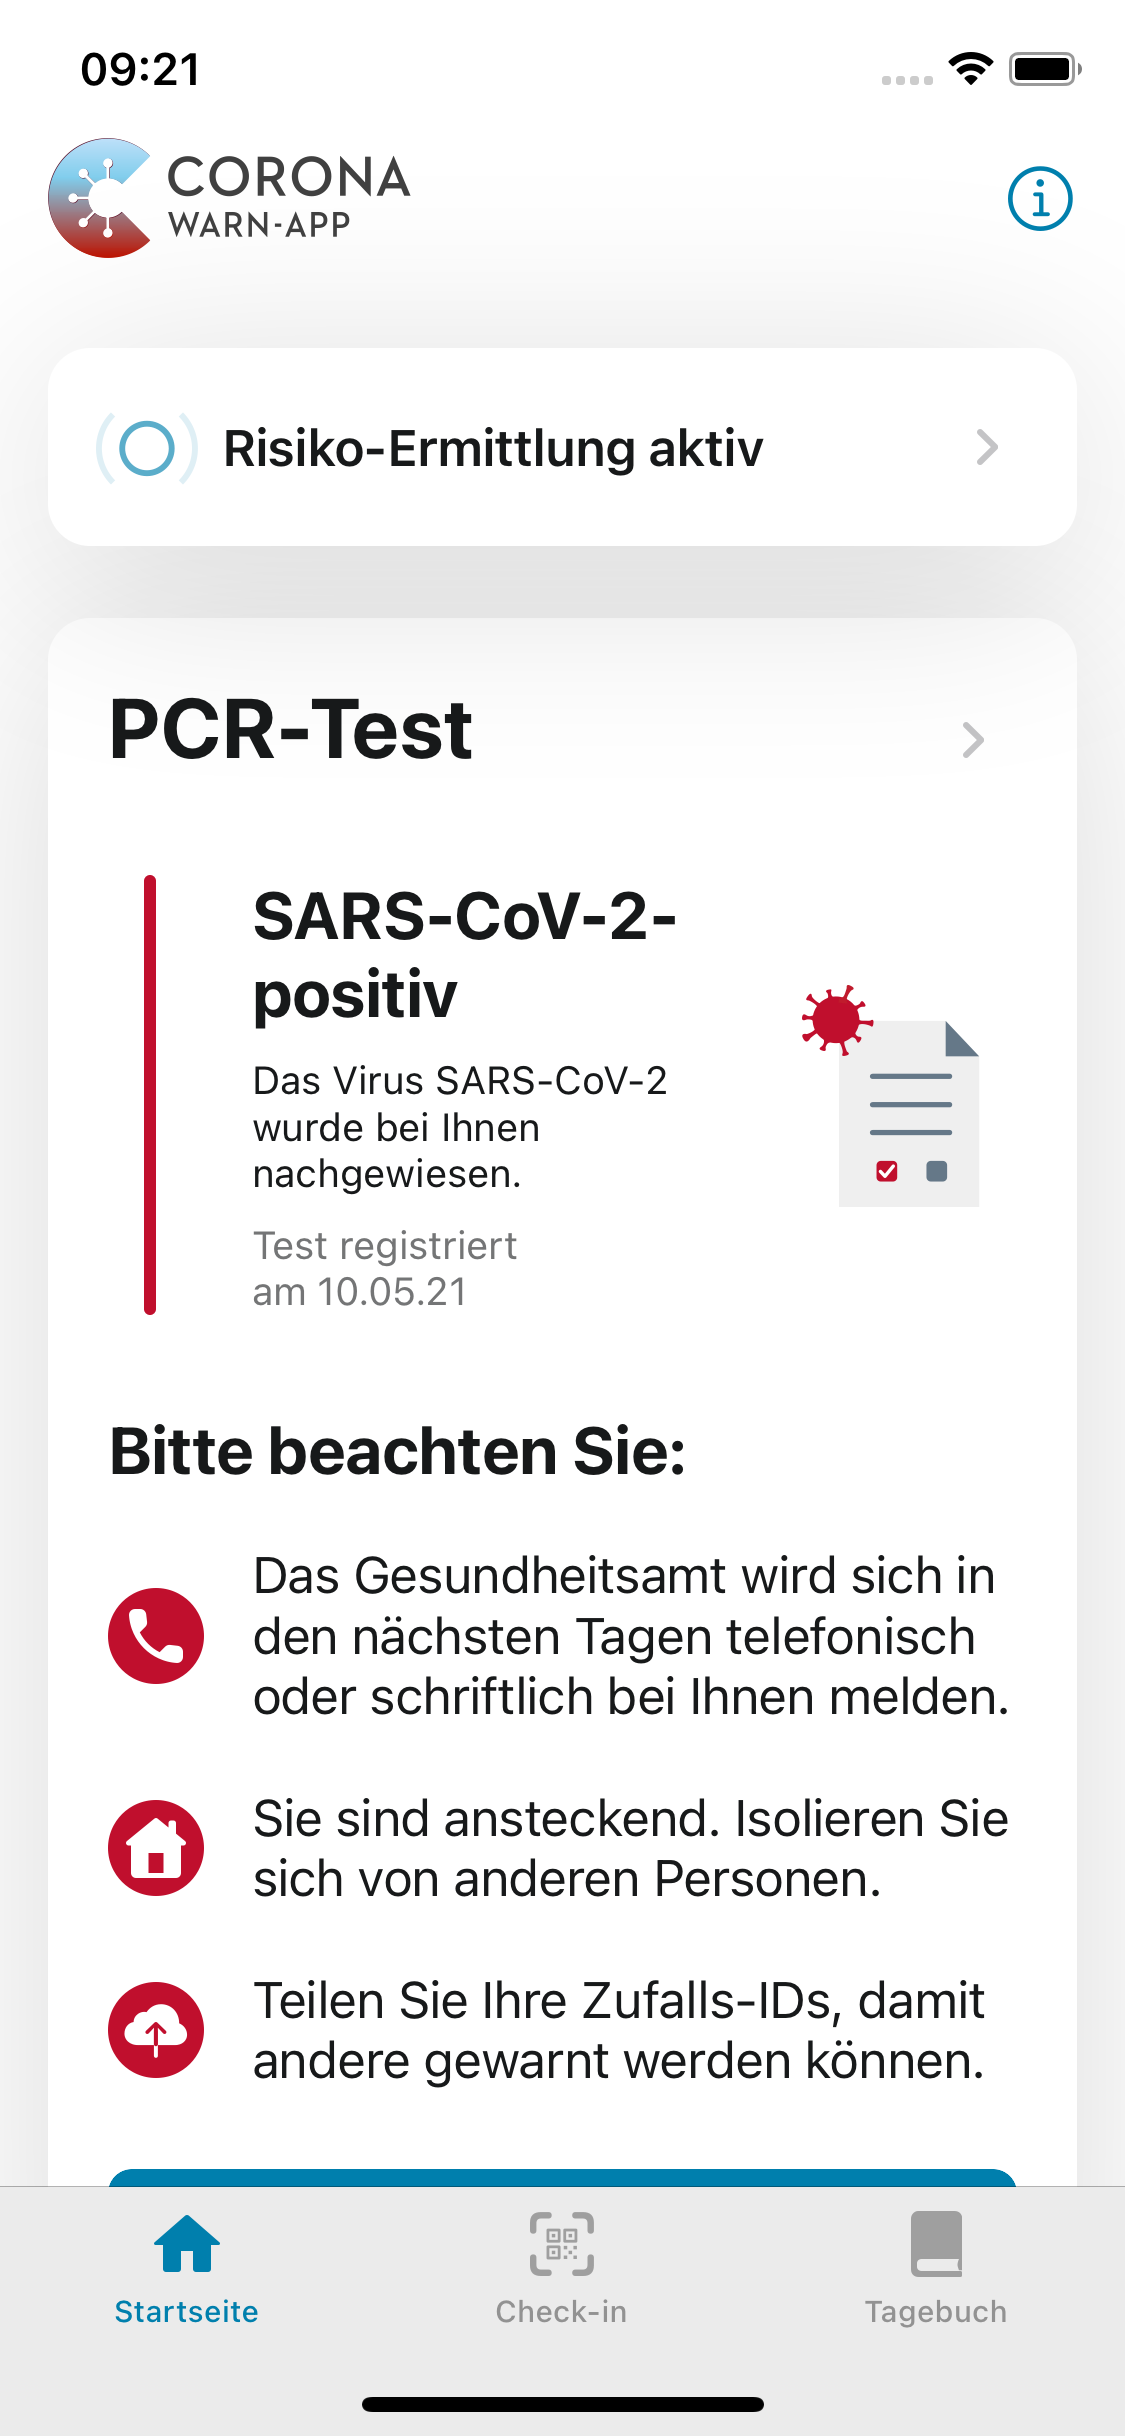 09:21
CORONA
WARN-APP
Risiko-Ermittlung aktiv
PCR-Test
SARS-CoV-2-
positiv
Das Virus SARS-CoV-2
wurde bei Ihnen
nachgewiesen.
Test registriert
am 10.05.21
Bitte beachten Sie:
Das Gesundheitsamt wird sich in
den nächsten Tagen telefonisch
oder schriftlich bei Ihnen melden.
Sie sind ansteckend. Isolieren Sie
sich von anderen Personen.
Teilen Sie Ihre Zufalls-IDs, damit
andere gewarnt werden können.
Startseite
Check-in
Tagebuch